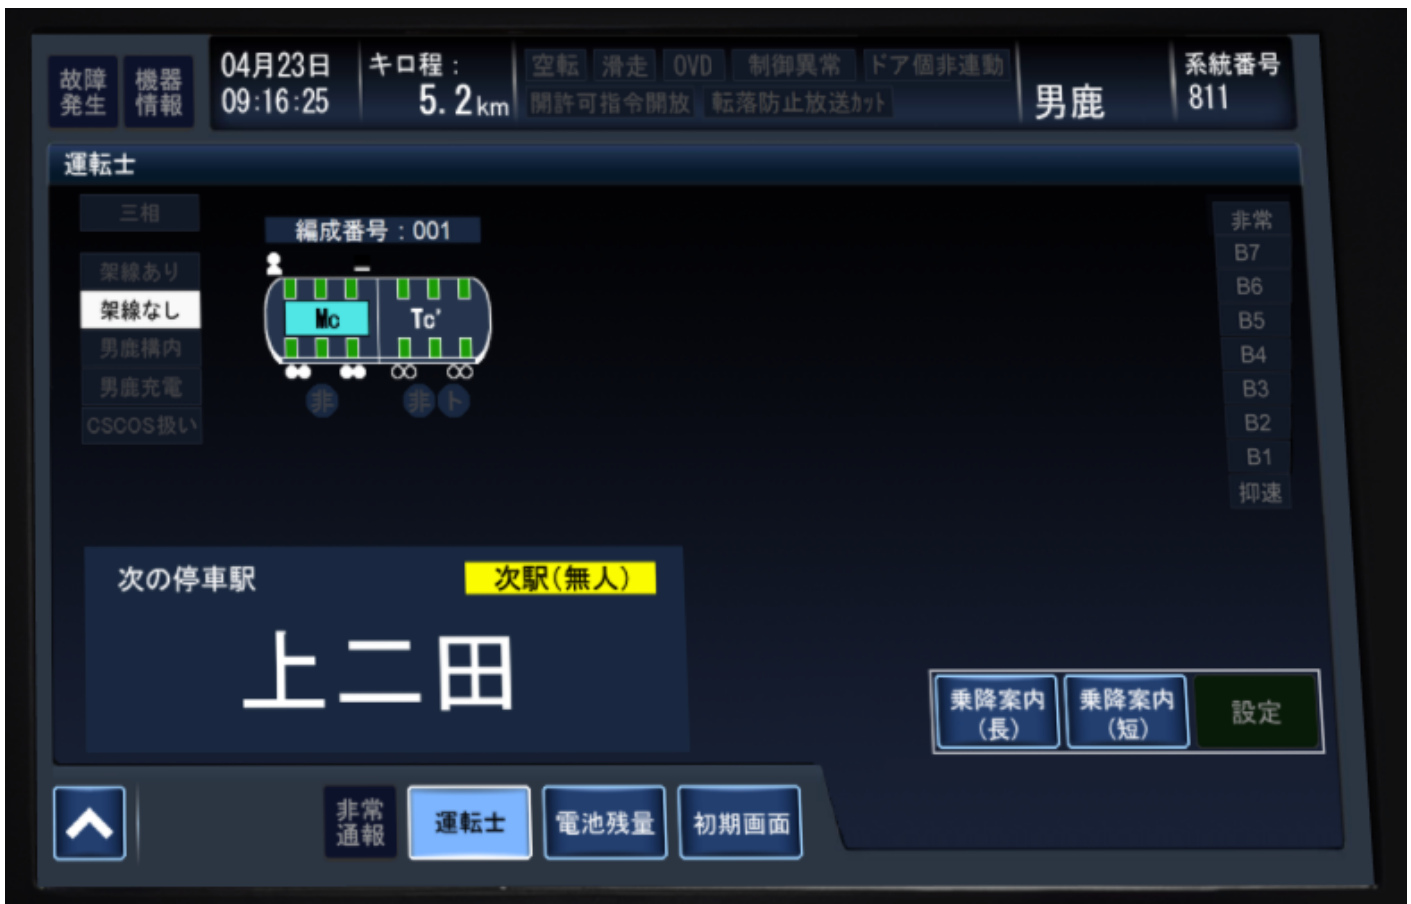 故障
発生
機器
情報
04月23日
09:16:25
キロ程:
5.2km
空転 滑走 OVD 制御異常 ドア個非連動
開許可指令開放 転落防止放送カット
男鹿
系統番号
811
運転士
三相
架線あり
架線なし
男鹿構内
男鹿充電
CSCOS扱い
編成番号:001
Mc Tc'
非 非 ト
非常
B7
B6
B5
B4
B3
B2
B1
抑速
次の停車駅 次駅(無人)
上二田
乗降案内
(長)
乗降案内
(短)
設定
非常
通報
運転士
電池残量
初期画面